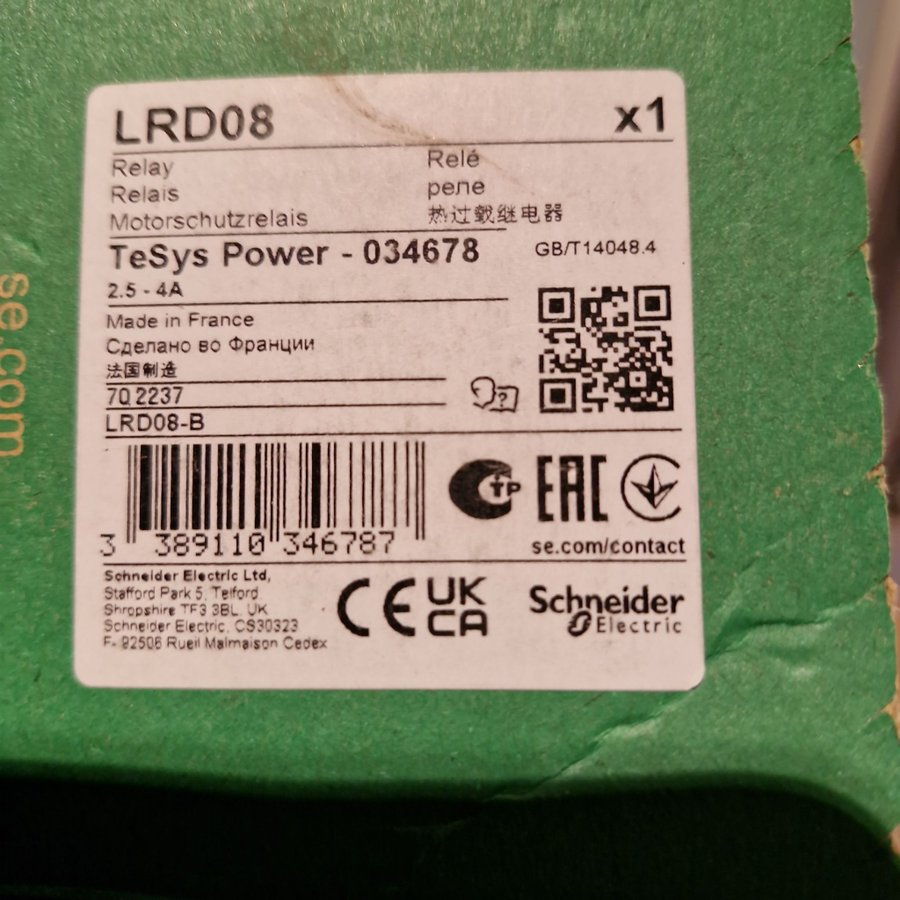 LRD08 x1
Relay Relé
Relais реле
Motorschutzrelais 热过载继电器
TeSys Power - 034678 GB/T14048.4
2.5 - 4A
Made in France
Сделано во Франции
法国制造
7Q 2237
LRD08-B
TP EAC
3 389110 346787
se.com/contact
Schneider Electric Ltd,
Stafford Park 5, Telford
Shropshire TF3 3BL. UK
Schneider Electric, CS30323
F- 92506 Rueil Malmaison Cedex
CE UK
CA
Schneider
Electric
se.com